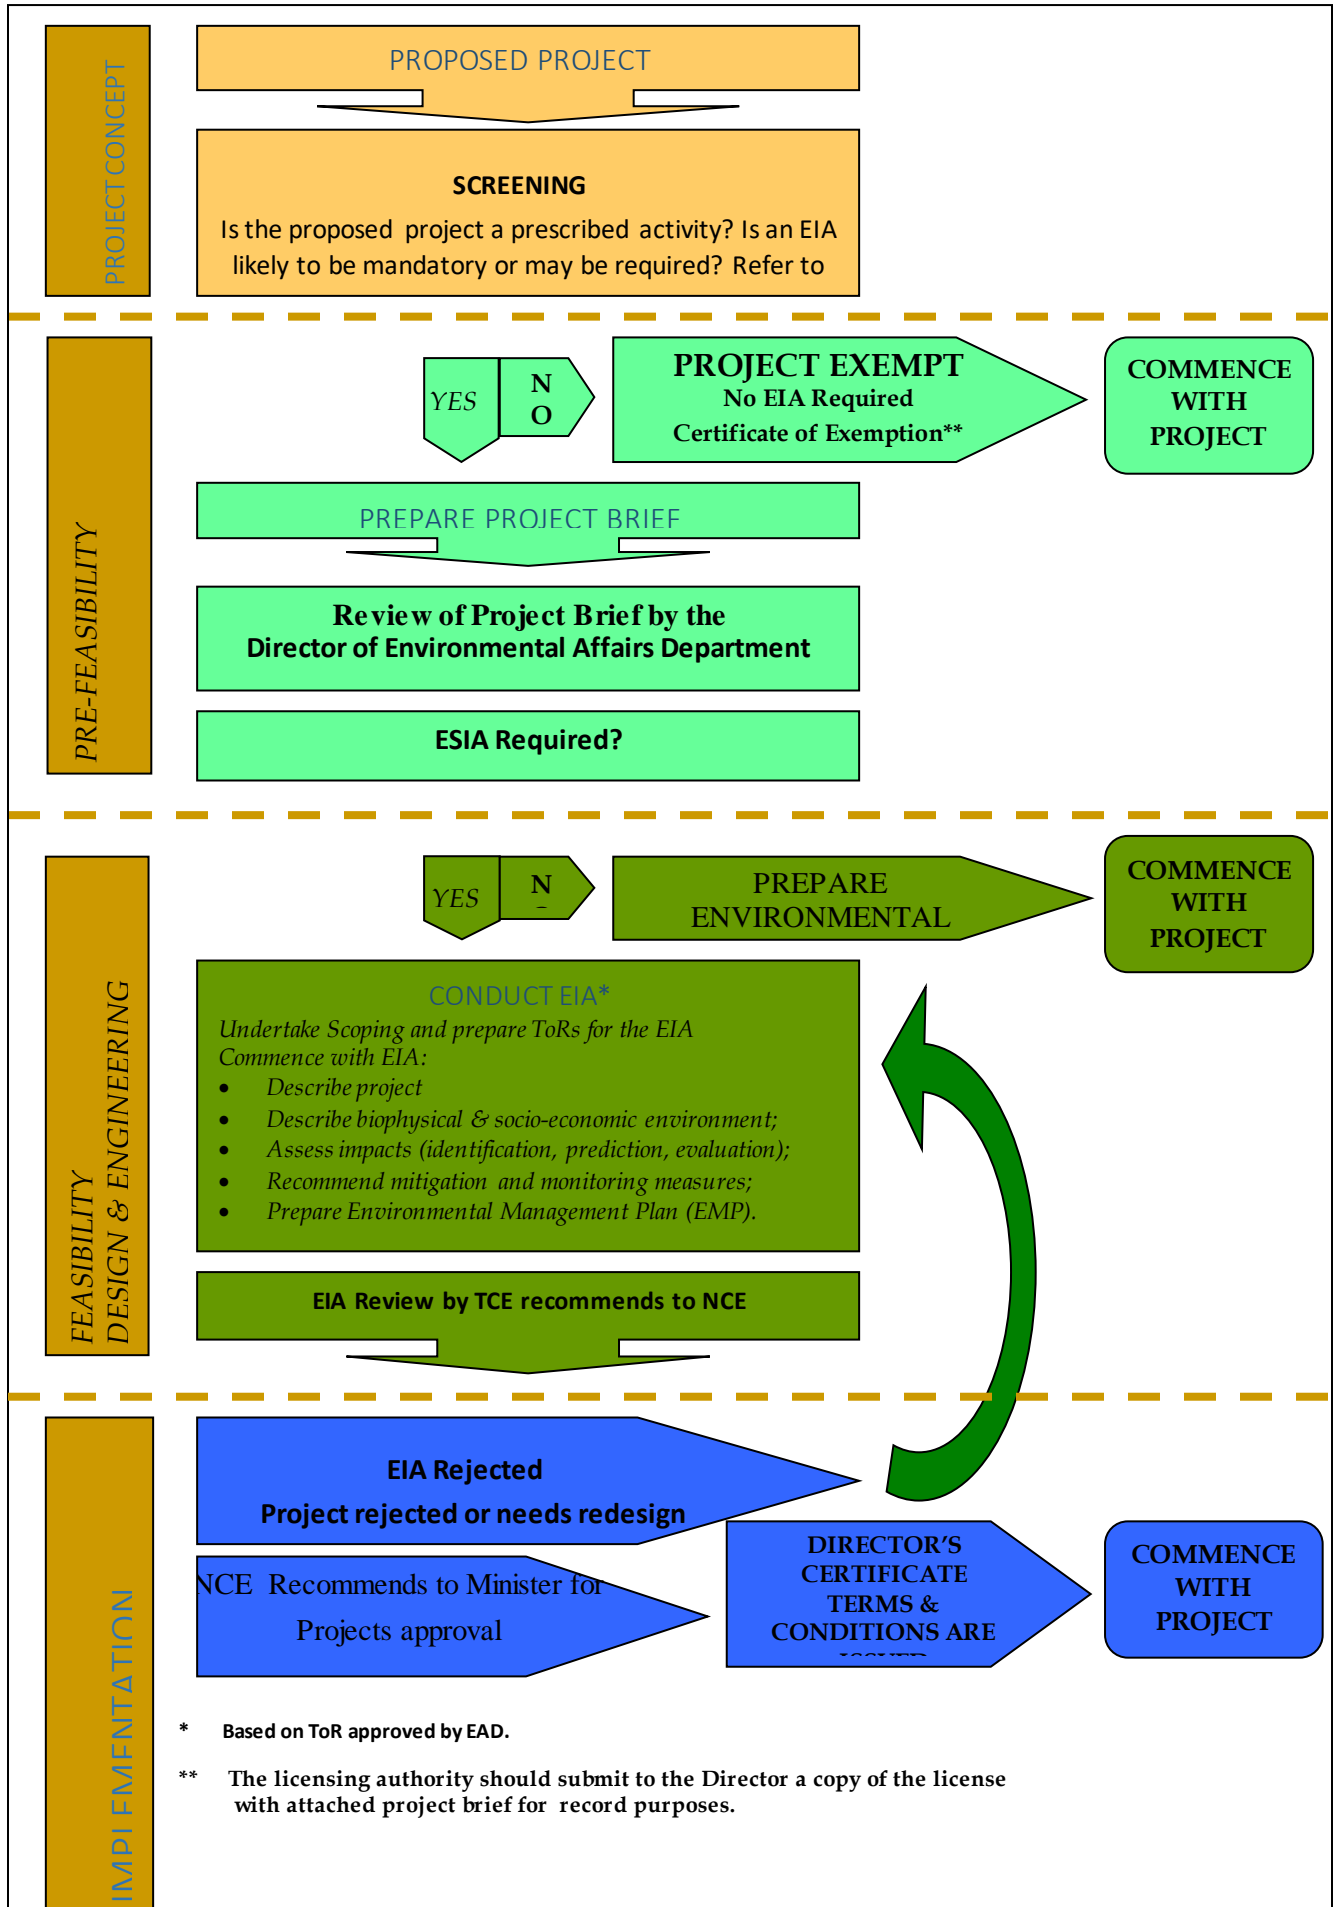 PROJECT CONCEPT
PROPOSED PROJECT
SCREENING
Is the proposed project a prescribed activity? Is an EIA
likely to be mandatory or may be required? Refer to
PRE-FEASIBILITY
YES
N
O
PROJECT EXEMPT
No EIA Required
Certificate of Exemption**
COMMENCE
WITH
PROJECT
PREPARE PROJECT BRIEF
Review of Project Brief by the
Director of Environmental Affairs Department
ESIA Required?
FEASIBILITY
DESIGN & ENGINEERING
YES
N
PREPARE
ENVIRONMENTAL
COMMENCE
WITH
PROJECT
CONDUCT EIA*
Undertake Scoping and prepare ToRs for the EIA
Commence with EIA:
• Describe project
• Describe biophysical & socio-economic environment;
• Assess impacts (identification, prediction, evaluation);
• Recommend mitigation and monitoring measures;
• Prepare Environmental Management Plan (EMP).
EIA Review by TCE recommends to NCE
IMPLEMENTATION
EIA Rejected
Project rejected or needs redesign
NCE Recommends to Minister for
Projects approval
DIRECTOR'S
CERTIFICATE
TERMS &
CONDITIONS ARE
ISSUED
COMMENCE
WITH
PROJECT
* Based on ToR approved by EAD.
** The licensing authority should submit to the Director a copy of the license
with attached project brief for record purposes.